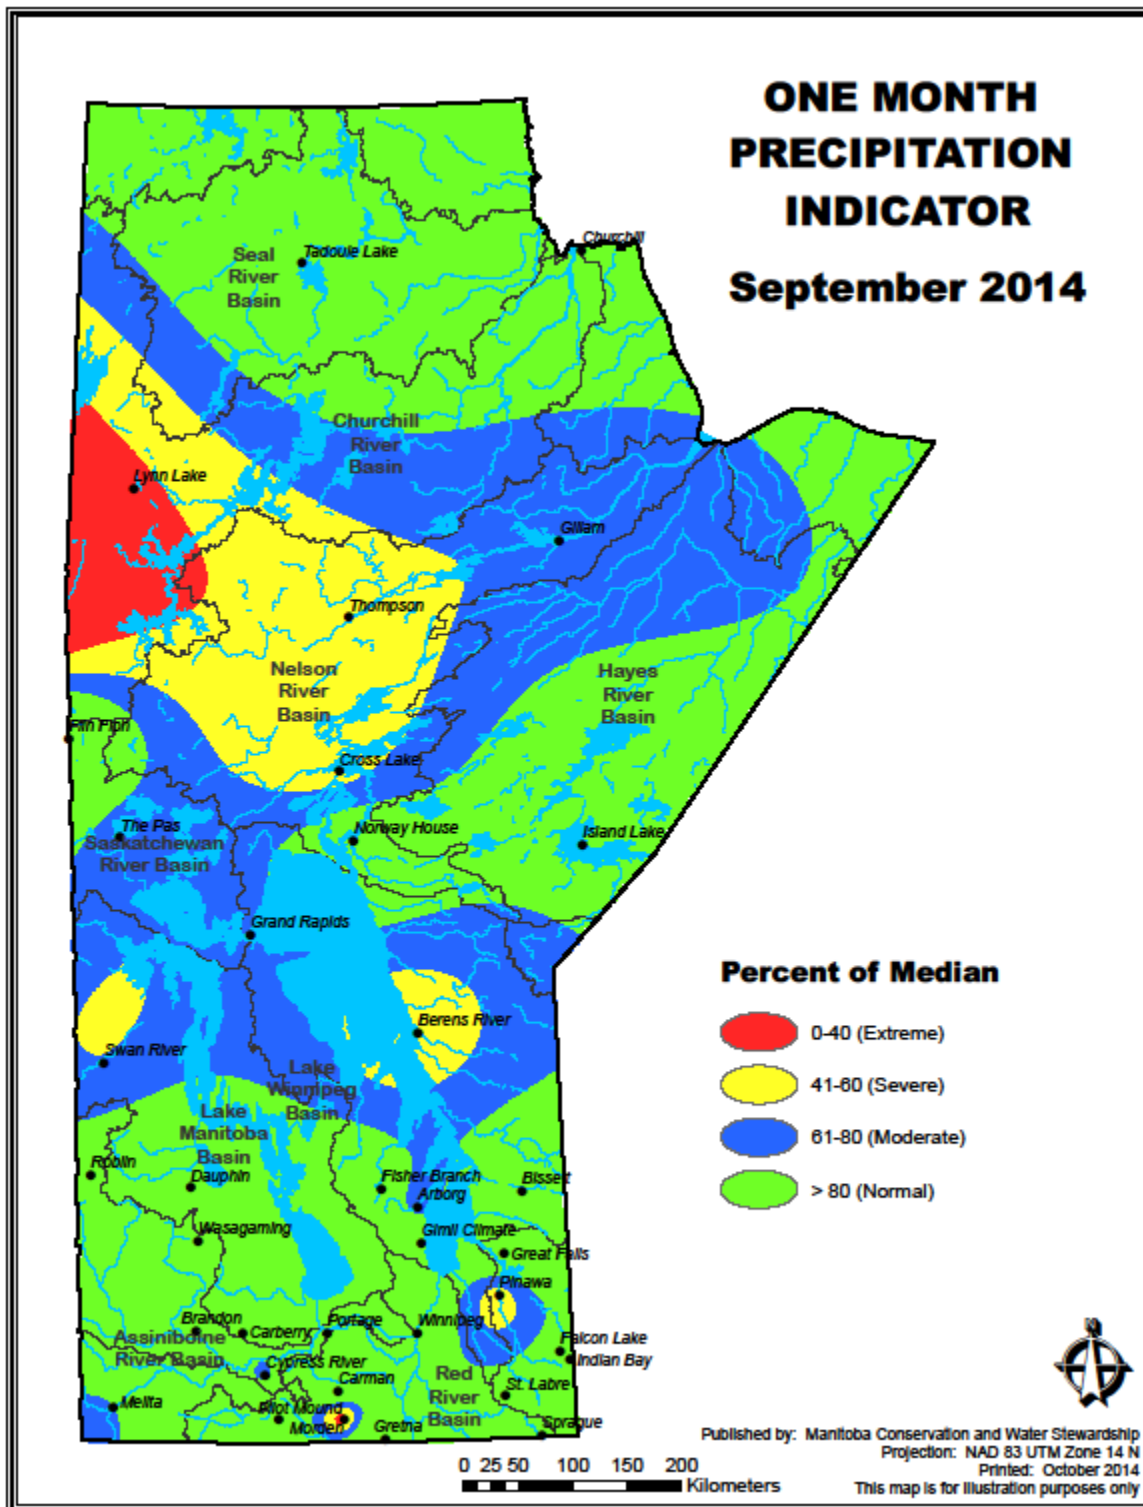 ONE MONTH
PRECIPITATION
INDICATOR
September 2014
Churchill
Seal
River
Basin
Tadoule Lake
Churchill
River
Basin
Lynn Lake
Gillam
Thompson
Nelson
River
Basin
Hayes
River
Basin
Flin Flon
Cross Lake
The Pas
Saskatchewan
River Basin
Norway House
Island Lake
Grand Rapids
Percent of Median
0-40 (Extreme)
41-60 (Severe)
61-80 (Moderate)
> 80 (Normal)
Berens River
Swan River
Lake
Winnipeg
Basin
Lake
Manitoba
Basin
Roblin
Dauphin
Fisher Branch
Arborg
Bissett
Wasagaming
Gimli Climate
Great Falls
Pinawa
Brandon
Carberry
Portage
Winnipeg
Assiniboine
River Basin
Falcon Lake
Indian Bay
Cypress River
Carman
Red
River
Basin
St. Labre
Melita
Pilot Mound
Morden
Gretna
Sprague
N
0 25 50 100 150 200
Kilometers
Published by: Manitoba Conservation and Water Stewardship
Projection: NAD 83 UTM Zone 14 N
Printed: October 2014
This map is for illustration purposes only